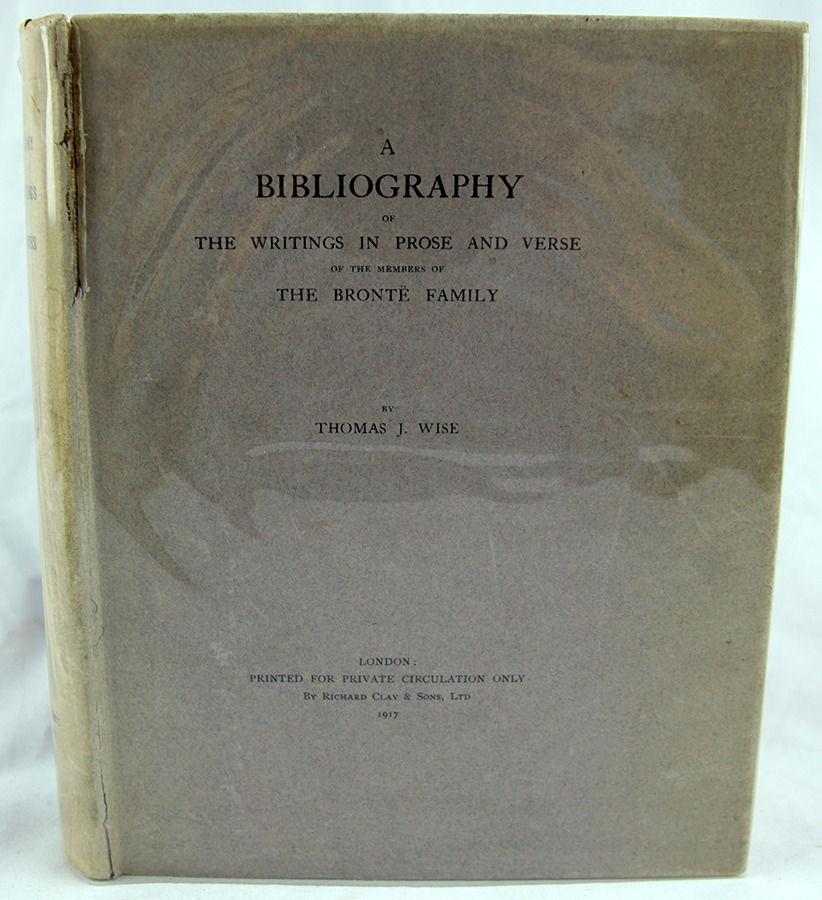 A
BIBLIOGRAPHY
OF
THE WRITINGS IN PROSE AND VERSE
OF THE MEMBERS OF
THE BRONTË FAMILY
BY
THOMAS J. WISE
LONDON:
PRINTED FOR PRIVATE CIRCULATION ONLY
BY RICHARD CLAY & SONS, LTD
1917